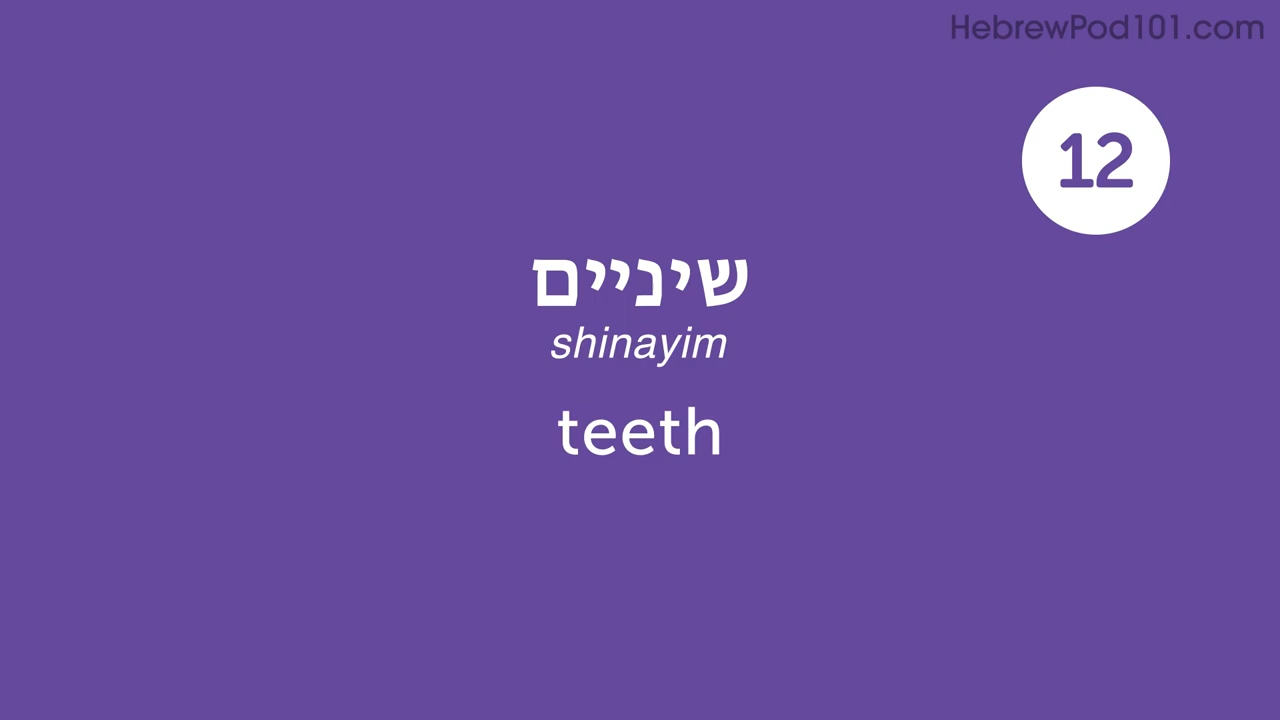 HebrewPod101.com
12
שיניים
shinayim
teeth